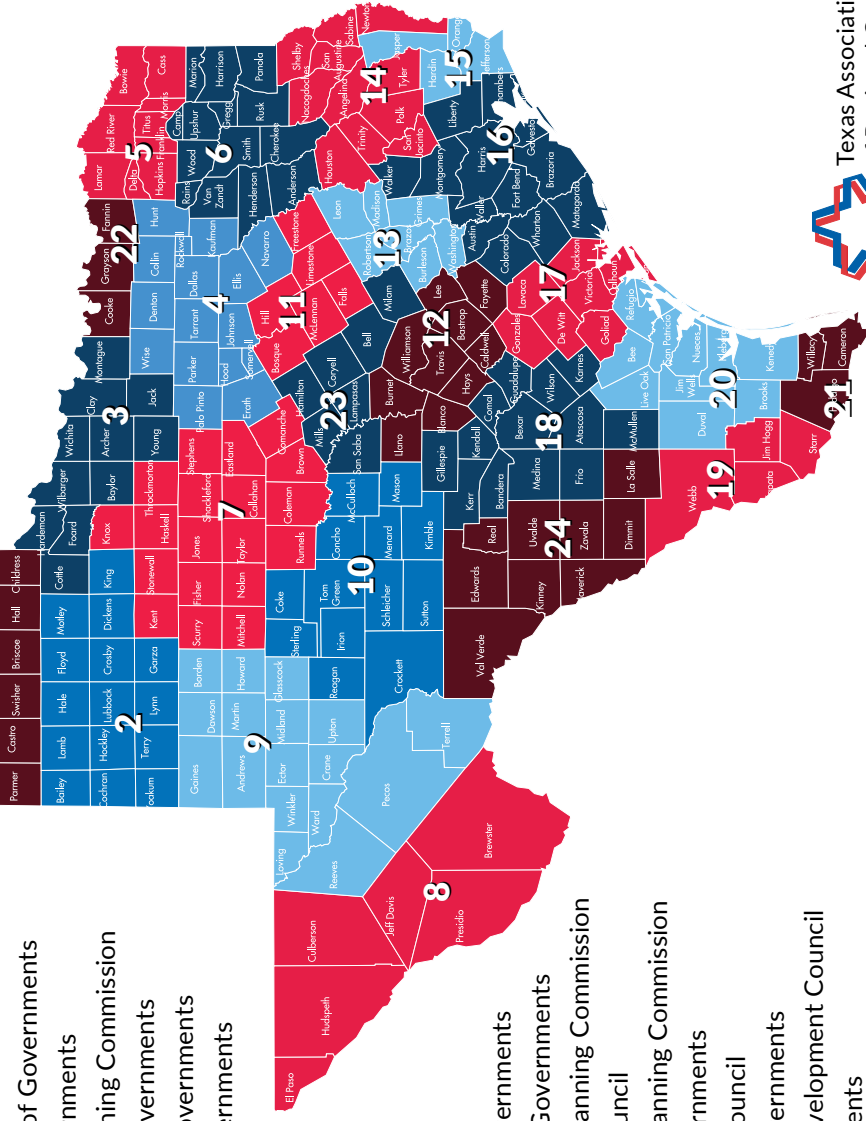 of Governments
rnments
ning Commission
vernments
overnments
ernments
ernments
Governments
anning Commission
uncil
anning Commission
rnments
ouncil
ernments
velopment Council
ents
Parmer
Castro
Swisher
Briscoe
Hall
Childress
Bailey
Lamb
Hale
Floyd
Motley
Cottle
Hardeman
Foard
Wilbarger
Wichita
Clay
Montague
Cooke
Grayson
Fannin
Lamar
Red River
Bowie
Cochran
Hockley
Lubbock
Crosby
Dickens
King
Knox
Baylor
Archer
Yoakum
Terry
Lynn
Garza
Kent
Stonewall
Haskell
Throckmorton
Young
Jack
Wise
Denton
Collin
Hunt
Delta
Hopkins
Franklin
Titus
Morris
Cass
Camp
Marion
Gaines
Dawson
Borden
Scurry
Fisher
Jones
Shackelford
Stephens
Palo Pinto
Parker
Tarrant
Dallas
Rockwall
Kaufman
Rains
Wood
Upshur
Harrison
Van Zandt
Gregg
Andrews
Martin
Howard
Mitchell
Nolan
Taylor
Callahan
Eastland
Erath
Hood
Somervell
Johnson
Ellis
Navarro
Henderson
Smith
Rusk
Panola
Cherokee
Anderson
El Paso
Hudspeth
Culberson
Loving
Winkler
Ector
Midland
Glasscock
Sterling
Coke
Runnels
Coleman
Brown
Comanche
Hamilton
Bosque
Hill
Freestone
Limestone
McLennan
Falls
Shelby
Nacogdoches
San Augustine
Sabine
Newton
Reeves
Ward
Crane
Upton
Reagan
Irion
Tom Green
Concho
McCulloch
San Saba
Mills
Lampasas
Coryell
Bell
Milam
Robertson
Leon
Houston
Trinity
Angelina
Jasper
Tyler
Polk
Jeff Davis
Pecos
Crockett
Schleicher
Menard
Mason
Llano
Burnet
Williamson
Travis
Lee
Burleson
Brazos
Madison
Grimes
Walker
San Jacinto
Hardin
Orange
Presidio
Brewster
Terrell
Sutton
Kimble
Gillespie
Blanco
Hays
Bastrop
Fayette
Washington
Montgomery
Liberty
Jefferson
Val Verde
Edwards
Real
Kerr
Kendall
Comal
Caldwell
Austin
Waller
Harris
hambers
Bandera
Guadalupe
Gonzales
Lavaca
Colorado
Fort Bend
Galvesto
Kinney
Uvalde
Medina
Bexar
Wilson
De Witt
Wharton
Brazoria
Maverick
Zavala
Frio
Atascosa
Karnes
Goliad
Victoria
Jackson
Matagorda
Calhoun
Dimmit
La Salle
McMullen
Live Oak
Bee
Refugio
San Patricio
Webb
Duval
Jim Wells
Nueces
Kleberg
Jim Hogg
Brooks
Kenedy
Starr
Willacy
Cameron
2
3
4
5
6
7
8
9
10
11
12
13
14
15
16
17
18
19
20
21
22
23
24
Texas Associati